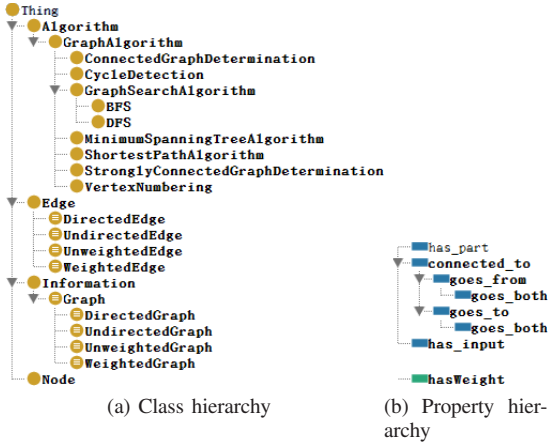 Thing
Algorithm
GraphAlgorithm
ConnectedGraphDetermination
CycleDetection
GraphSearchAlgorithm
BFS
DFS
MinimumSpanningTreeAlgorithm
ShortestPathAlgorithm
StronglyConnectedGraphDetermination
VertexNumbering
Edge
DirectedEdge
UndirectedEdge
UnweightedEdge
WeightedEdge
Information
Graph
DirectedGraph
UndirectedGraph
UnweightedGraph
WeightedGraph
Node
(a) Class hierarchy
has_part
connected_to
goes_from
goes_both
goes_to
goes_both
has_input
hasWeight
(b) Property hier-
archy